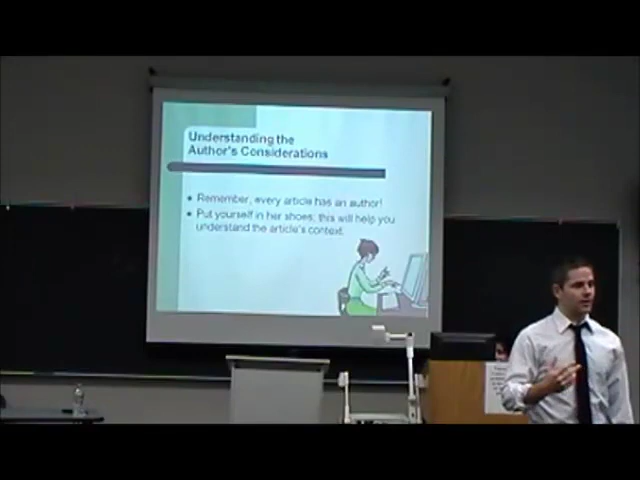 Understanding the
Author's Considerations
Remember, every article has an author!
Put yourself in her shoes; this will help you
understand the article's context.